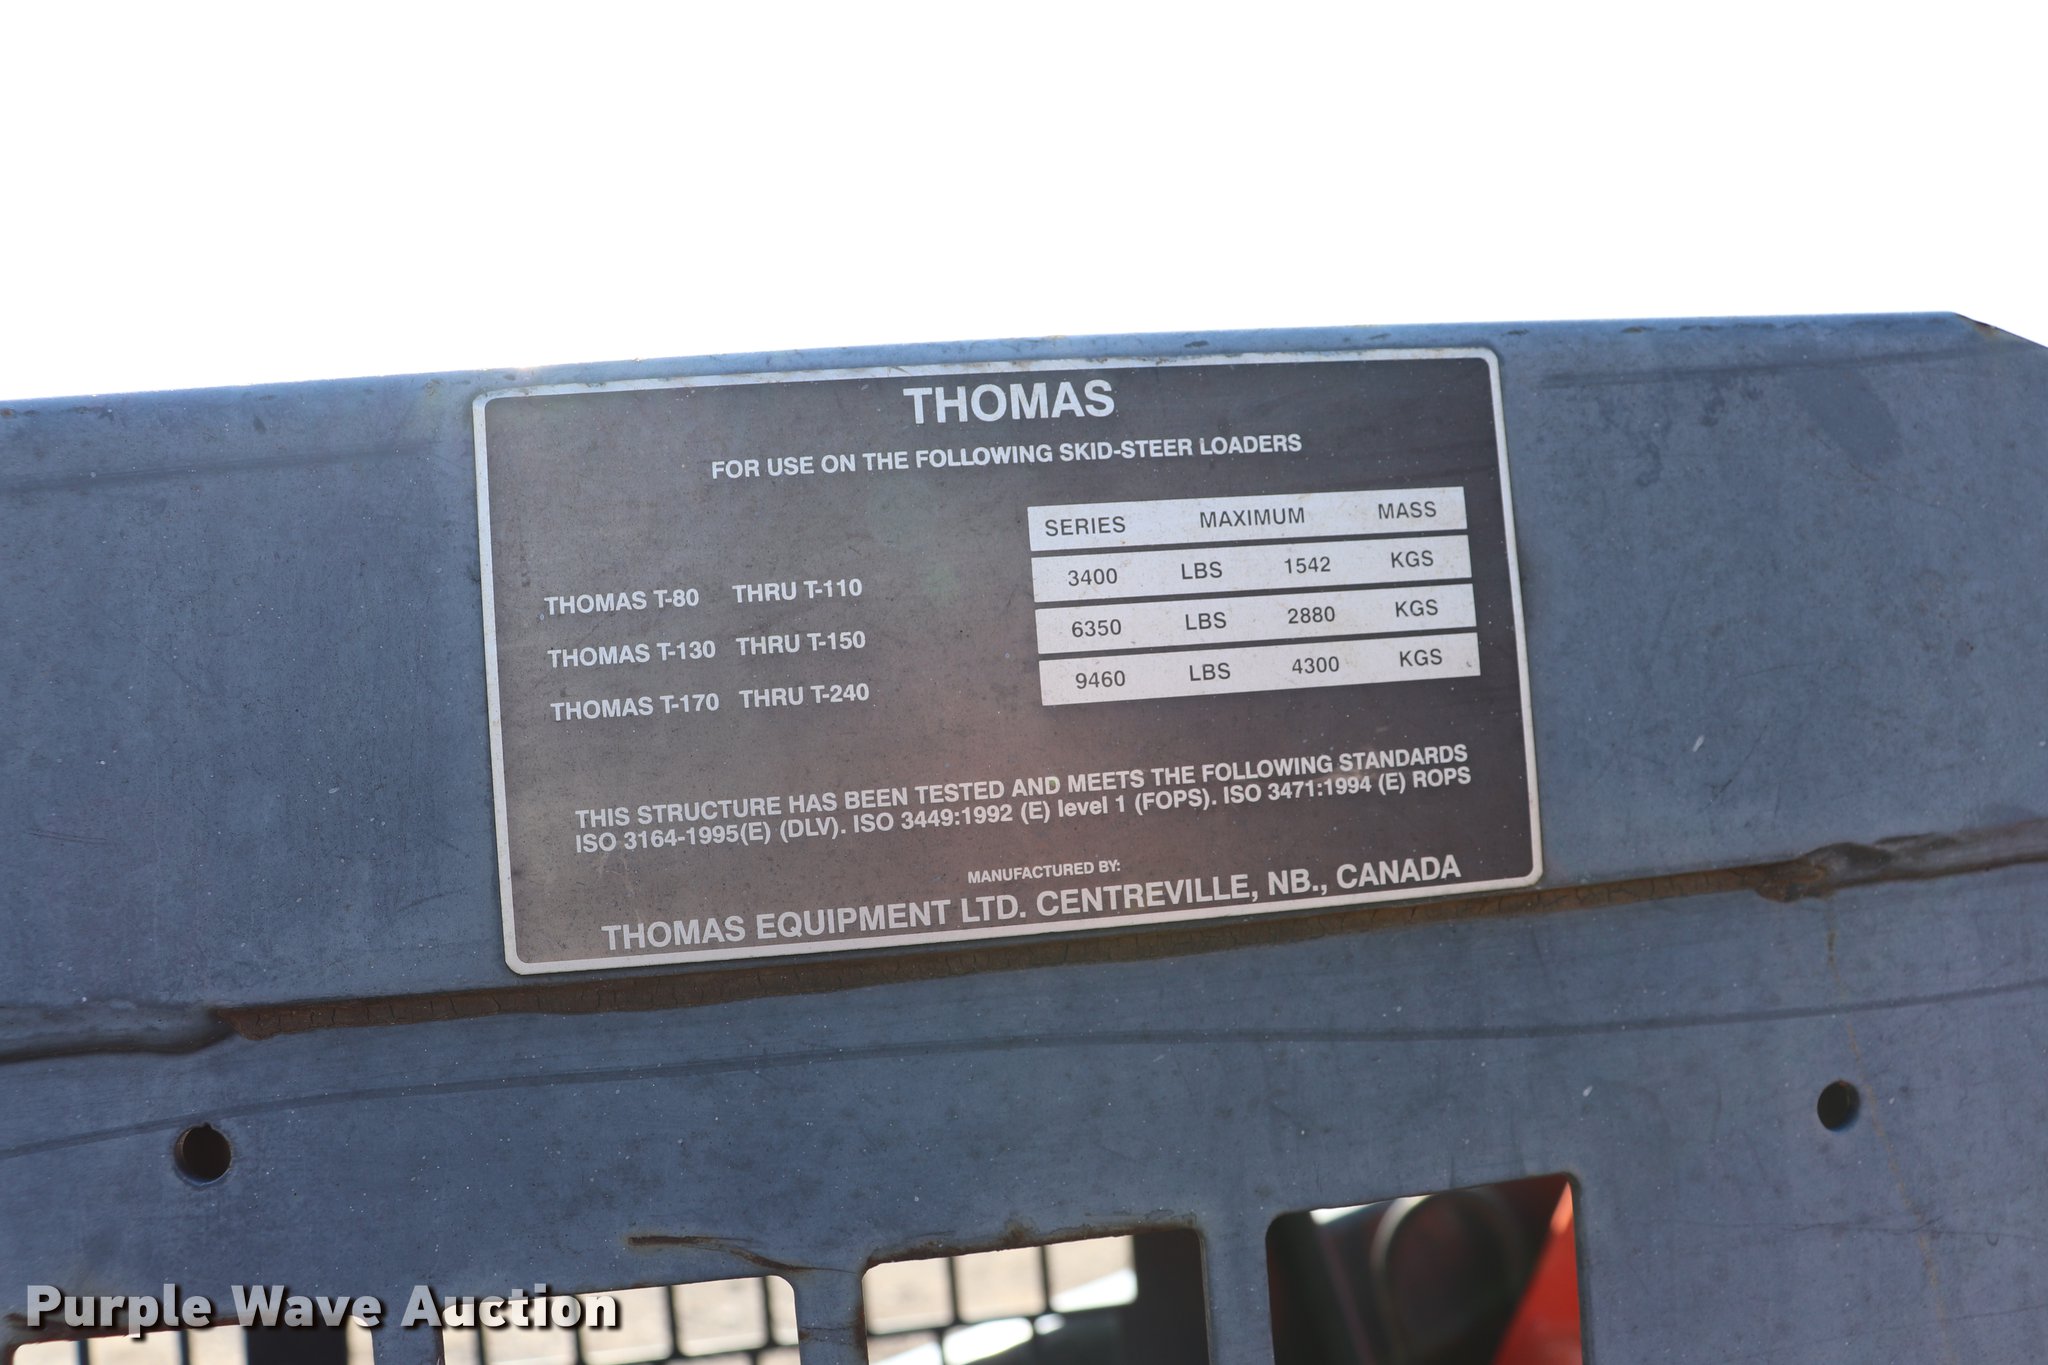 THOMAS
FOR USE ON THE FOLLOWING SKID-STEER LOADERS
SERIES MAXIMUM MASS
THOMAS T-80 THRU T-110 3400 LBS 1542 KGS
THOMAS T-130 THRU T-150 6350 LBS 2880 KGS
THOMAS T-170 THRU T-240 9460 LBS 4300 KGS
THIS STRUCTURE HAS BEEN TESTED AND MEETS THE FOLLOWING STANDARDS
ISO 3164-1995(E) (DLV). ISO 3449:1992 (E) level 1 (FOPS). ISO 3471:1994 (E) ROPS
MANUFACTURED BY:
THOMAS EQUIPMENT LTD. CENTREVILLE, NB., CANADA
Purple Wave Auction